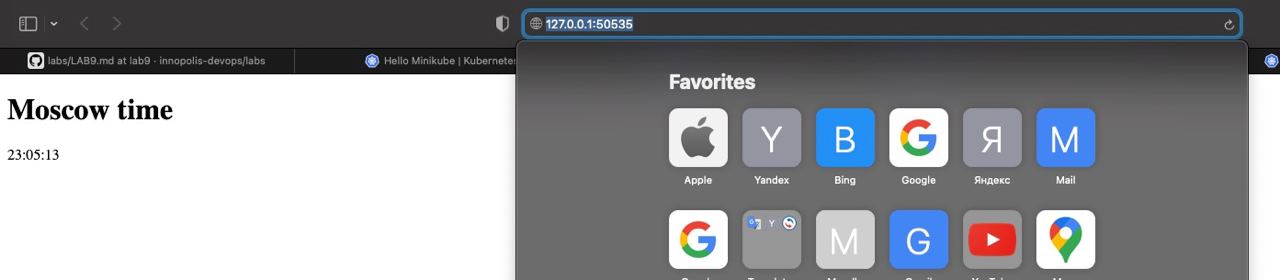 127.0.0.1:50535
labs/LAB9.md at lab9 · innopolis-devops/labs
Hello Minikube | Kubernetes
Moscow time
23:05:13
Favorites
Y B Я M
Apple Yandex Bing Google Яндекс Mail
Y
M G